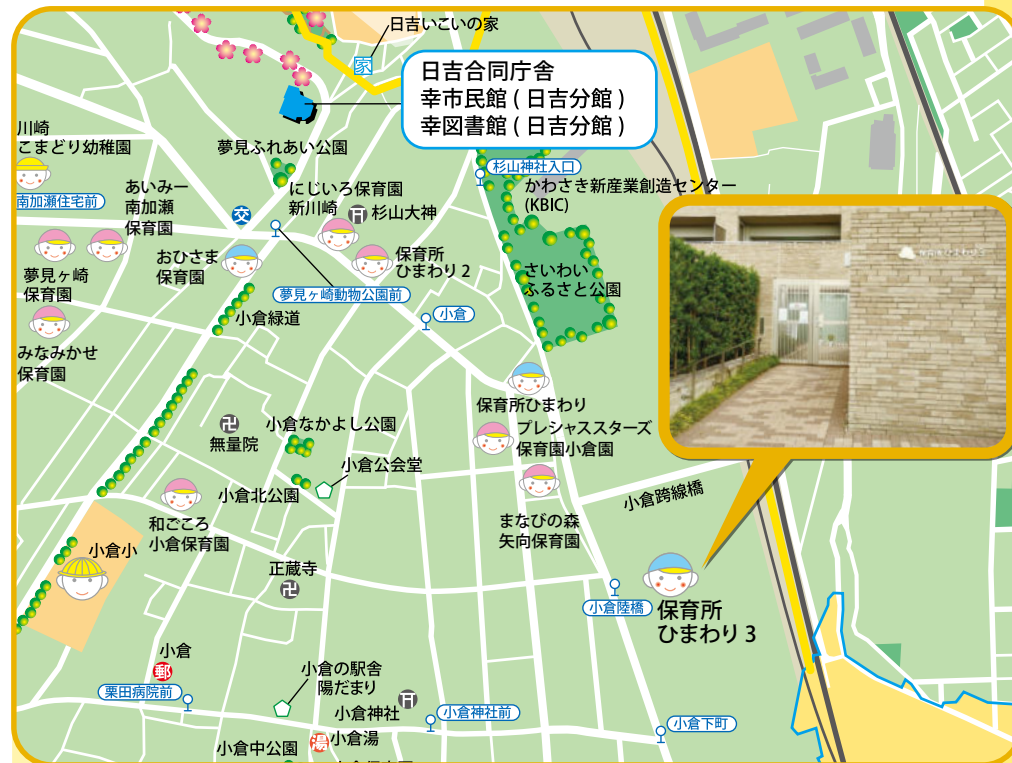 日吉いこいの家
家
日吉合同庁舎
幸市民館 ( 日吉分館 )
幸図書館 ( 日吉分館 )
川崎
こまどり幼稚園
夢見ふれあい公園
杉山神社入口
かわさき新産業創造センター
(KBIC)
南加瀬住宅前
あいみー
南加瀬
保育園
にじいろ保育園
新川崎
杉山大神
交
おひさま
保育園
保育所
ひまわり 2
さいわい
ふるさと公園
夢見ヶ崎
保育園
夢見ヶ崎動物公園前
小倉緑道
小倉
みなみかせ
保育園
保育所ひまわり
プレシャススターズ
保育園小倉園
無量院
小倉なかよし公園
小倉公会堂
小倉北公園
小倉跨線橋
和ごころ
小倉保育園
まなびの森
矢向保育園
小倉小
正蔵寺
小倉陸橋
保育所
ひまわり 3
小倉
郵
栗田病院前
小倉の駅舎
陽だまり
小倉神社
小倉神社前
小倉下町
小倉中公園
湯
小倉湯